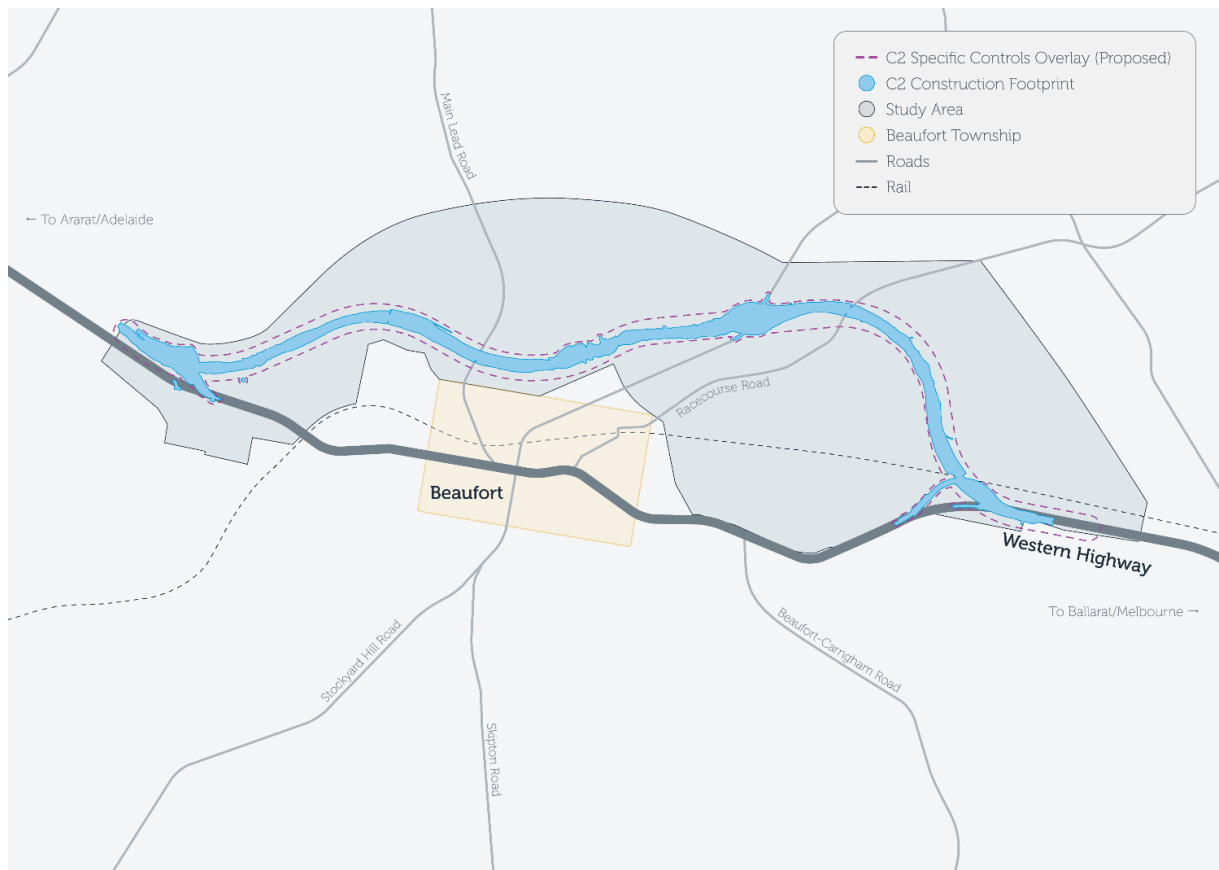 C2 Specific Controls Overlay (Proposed)
C2 Construction Footprint
Study Area
Beaufort Township
Roads
Rail
Main Lead Road
← To Ararat/Adelaide
Racecourse Road
Beaufort
Western Highway
To Ballarat/Melbourne →
Stockyard Hill Road
Beaufort-Carngham Road
Skipton Road